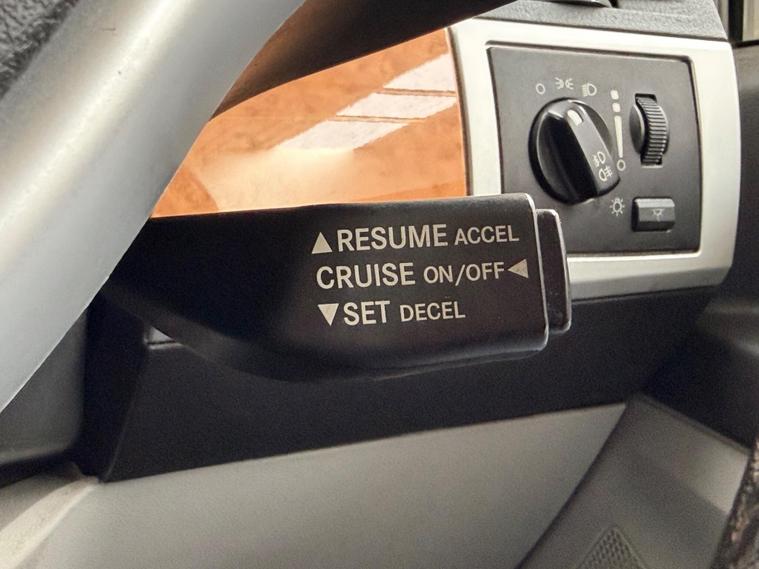 ▲RESUME ACCEL
CRUISE ON/OFF◀
▼SET DECEL